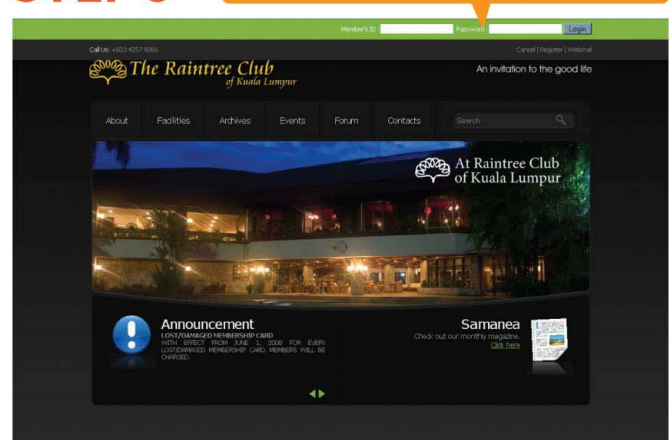 Member's ID
Password
Login
Call Us: +603-4257 9066
Cancel | Register | Webmail
The Raintree Club
of Kuala Lumpur
An invitation to the good life
About
Facilities
Archives
Events
Forum
Contacts
Search
At Raintree Club
of Kuala Lumpur
Announcement
LOST/DAMAGED MEMBERSHIP CARD
WITH EFFECT FROM JUNE 1, 2008 FOR EVERY
LOST/DAMAGED MEMBERSHIP CARD, MEMBERS WILL BE
CHARGED.
Samanea
Check out our monthly magazine.
Click here